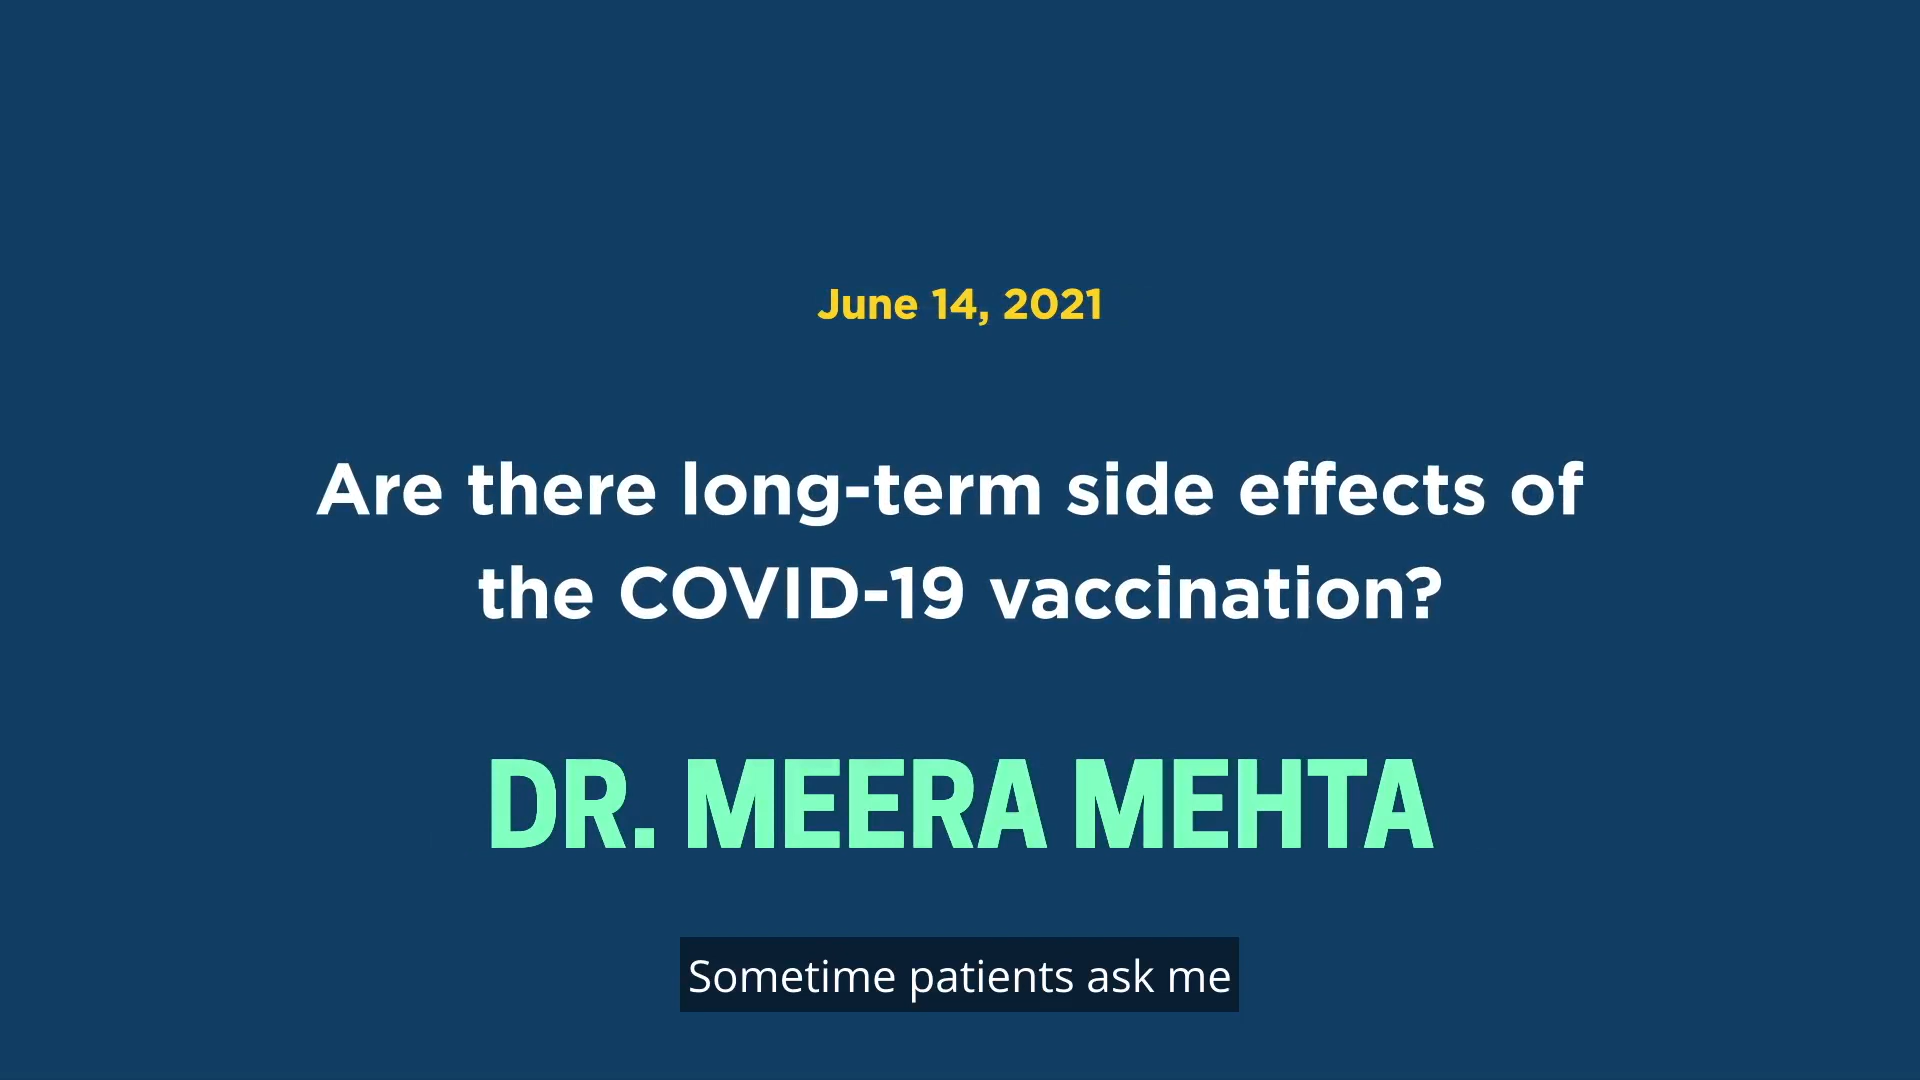 June 14, 2021
Are there long-term side effects of
the COVID-19 vaccination?
DR. MEERA MEHTA
Sometime patients ask me